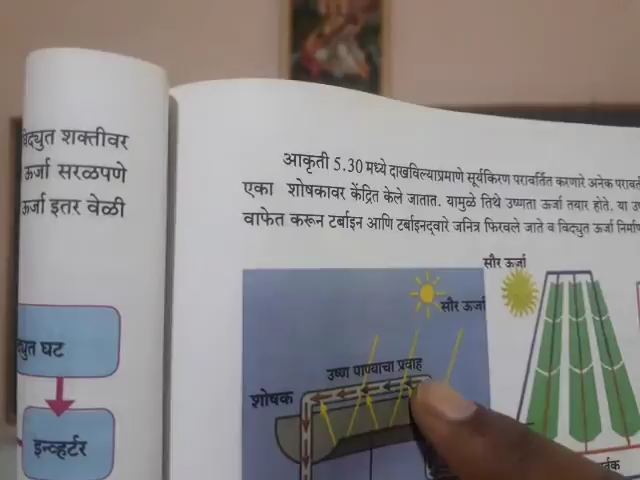 विद्युत शक्तीवर
ऊर्जा सरळपणे
ऊर्जा इतर वेळी
घट
इन्व्हर्टर
आकृती 5.30 मध्ये दाखविल्याप्रमाणे सूर्यकिरण परावर्तित करणारे अनेक
एका शोषकावर केंद्रित केले जातात. यामुळे तिथे उष्णता ऊर्जा तयार होते. या
वाफेत करून टर्बाइन आणि टर्बाइनद्वारे जनित्र फिरवले जाते व विद्युत ऊर्जा
सौर ऊर्जा
सौर ऊर्जा
उष्ण पाण्याचा प्रवाह
शोषक